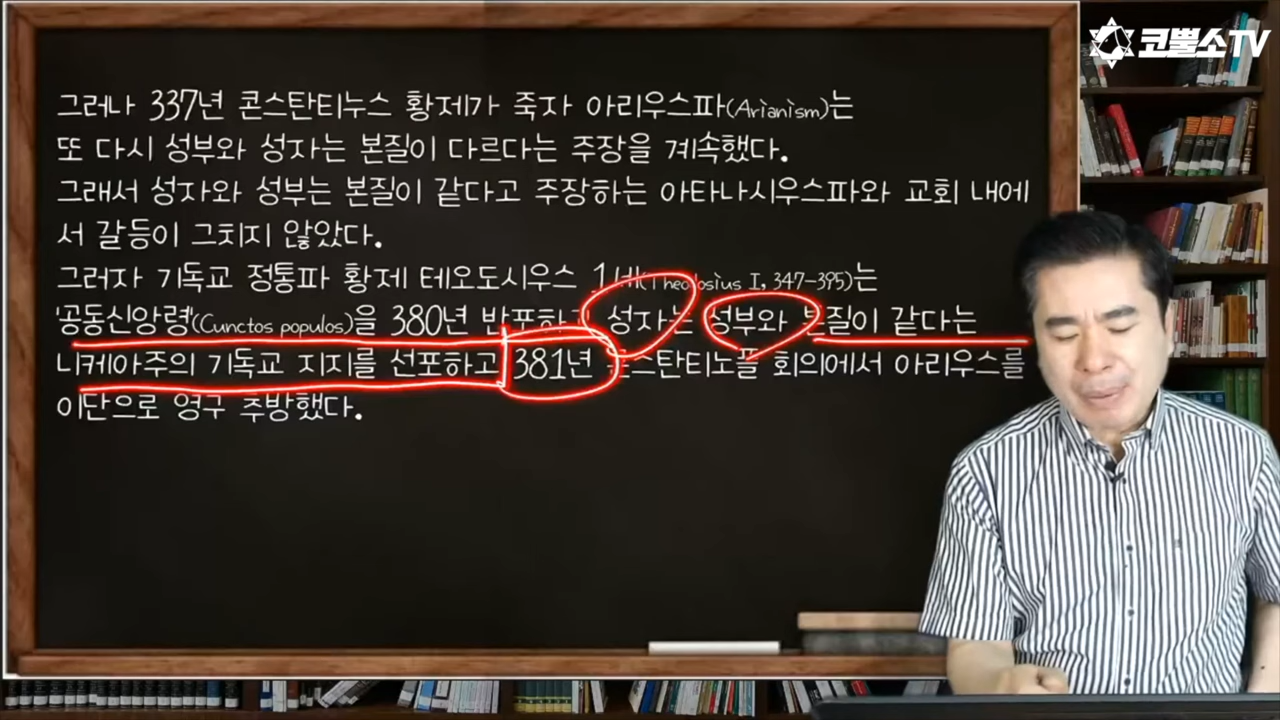 코뿔소TV
그러나 337년 콘스탄티누스 황제가 죽자 아리우스파(Arianism)는
또 다시 성부와 성자는 본질이 다르다는 주장을 계속했다.
그래서 성자와 성부는 본질이 같다고 주장하는 아타나시우스파와 교회 내에
서 갈등이 그치지 않았다.
그러자 기독교 정통파 황제 테오도시우스 1세(Theodosius I, 347-395)는
'공동신앙령'(Cunctos populos)을 380년 반포하고 성자는 성부와 본질이 같다는
니케아주의 기독교 지지를 선포하고 381년 콘스탄티노플 회의에서 아리우스를
이단으로 영구 추방했다.